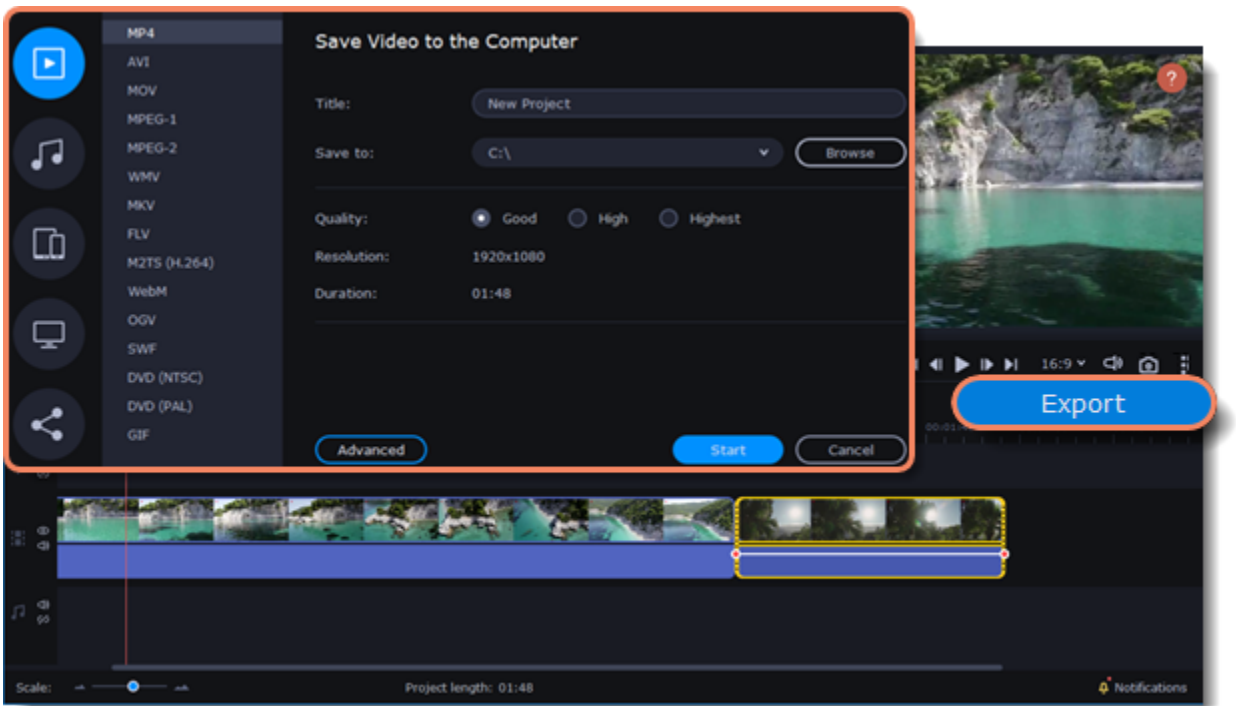 MP4
AVI
MOV
MPEG-1
MPEG-2
WMV
MKV
FLV
M2TS (H.264)
WebM
OGV
SWF
DVD (NTSC)
DVD (PAL)
GIF
Save Video to the Computer
Title: New Project
Save to: C:\ Browse
Quality: Good High Highest
Resolution: 1920x1080
Duration: 01:48
Advanced Start Cancel
?
16:9
Export
Scale: Project length: 01:48 Notifications